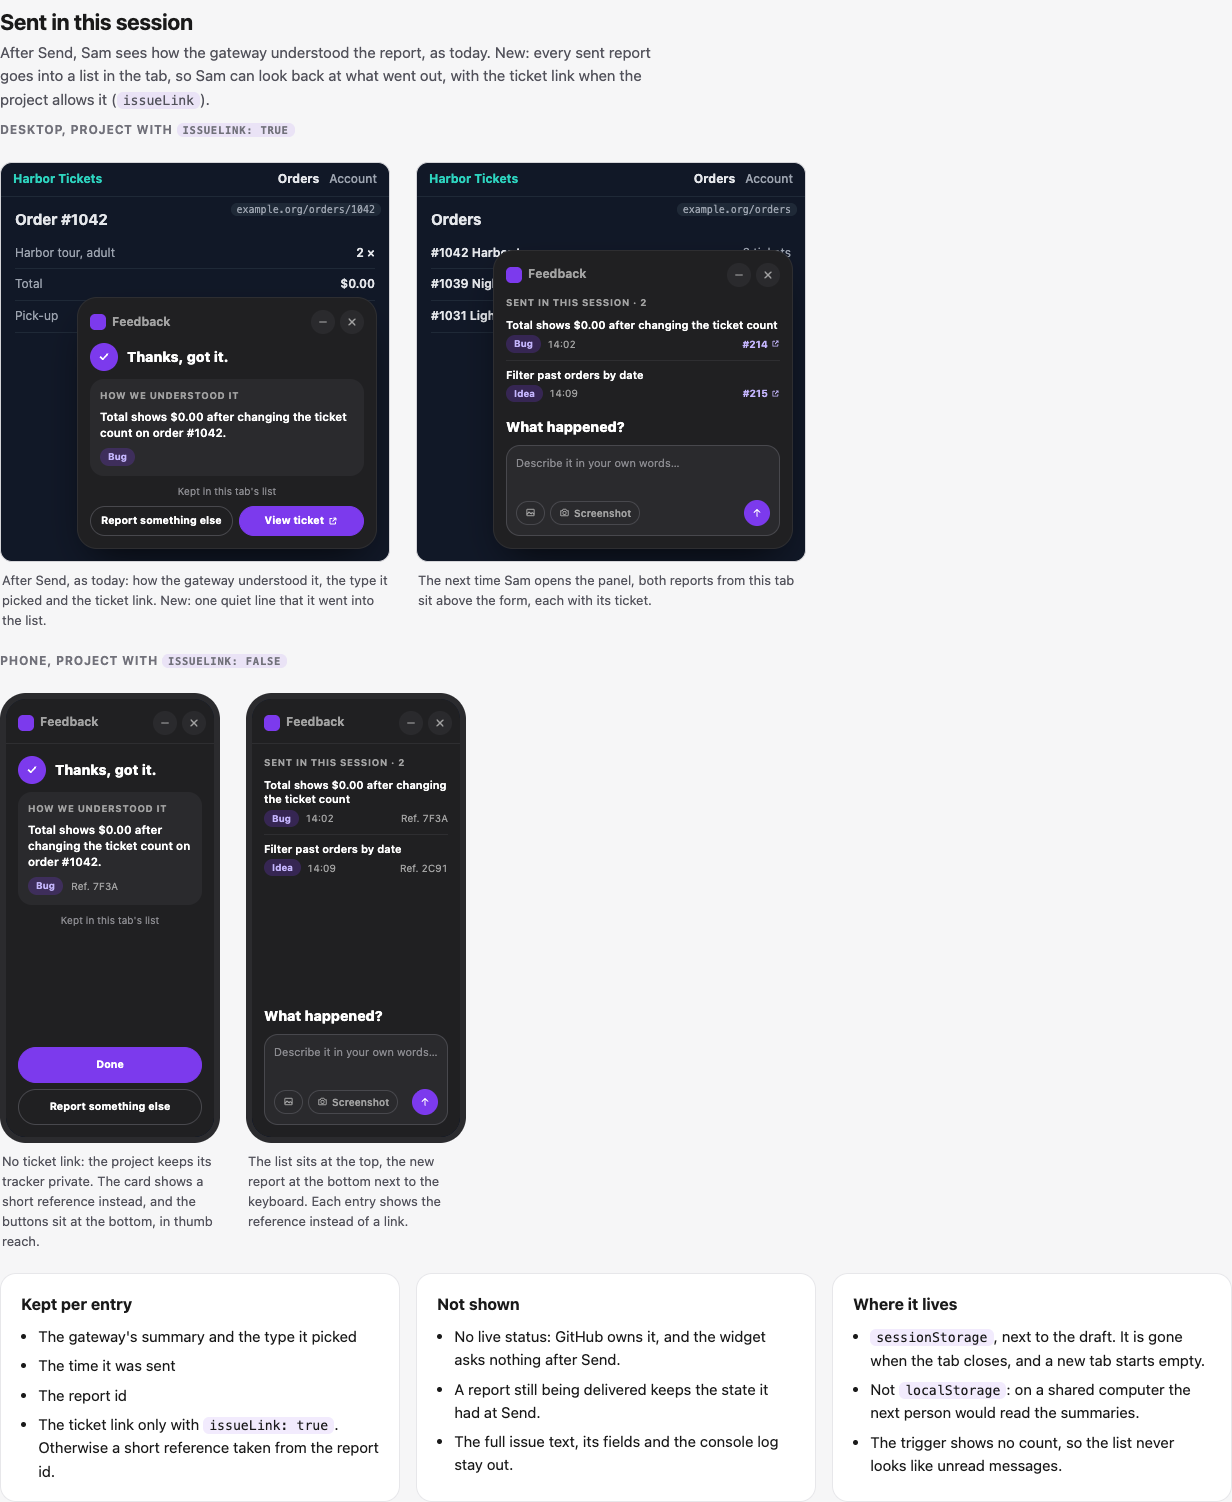 Sent in this session
After Send, Sam sees how the gateway understood the report, as today. New: every sent report
goes into a list in the tab, so Sam can look back at what went out, with the ticket link when the
project allows it ( issueLink ).
DESKTOP, PROJECT WITH ISSUELINK: TRUE
Harbor Tickets Orders Account
example.org/orders/1042
Order #1042
Harbor tour, adult 2 ×
Total $0.00
Pick-up
Feedback
Thanks, got it.
HOW WE UNDERSTOOD IT
Total shows $0.00 after changing the ticket
count on order #1042.
Bug
Kept in this tab's list
Report something else View ticket
Harbor Tickets Orders Account
example.org/orders
Orders
#1042
#1039
#1031
Feedback
SENT IN THIS SESSION · 2
Total shows $0.00 after changing the ticket count
Bug 14:02 #214
Filter past orders by date
Idea 14:09 #215
What happened?
Describe it in your own words...
Screenshot
After Send, as today: how the gateway understood it, the type it
picked and the ticket link. New: one quiet line that it went into
the list.
The next time Sam opens the panel, both reports from this tab
sit above the form, each with its ticket.
PHONE, PROJECT WITH ISSUELINK: FALSE
Feedback
Thanks, got it.
HOW WE UNDERSTOOD IT
Total shows $0.00 after
changing the ticket count on
order #1042.
Bug Ref. 7F3A
Kept in this tab's list
Done
Report something else
Feedback
SENT IN THIS SESSION · 2
Total shows $0.00 after changing
the ticket count
Bug 14:02 Ref. 7F3A
Filter past orders by date
Idea 14:09 Ref. 2C91
What happened?
Describe it in your own words...
Screenshot
No ticket link: the project keeps its
tracker private. The card shows a
short reference instead, and the
buttons sit at the bottom, in thumb
reach.
The list sits at the top, the new
report at the bottom next to the
keyboard. Each entry shows the
reference instead of a link.
Kept per entry
• The gateway's summary and the type it picked
• The time it was sent
• The report id
• The ticket link only with issueLink: true .
Otherwise a short reference taken from the report
id.
Not shown
• No live status: GitHub owns it, and the widget
asks nothing after Send.
• A report still being delivered keeps the state it
had at Send.
• The full issue text, its fields and the console log
stay out.
Where it lives
• sessionStorage , next to the draft. It is gone
when the tab closes, and a new tab starts empty.
• Not localStorage : on a shared computer the
next person would read the summaries.
• The trigger shows no count, so the list never
looks like unread messages.